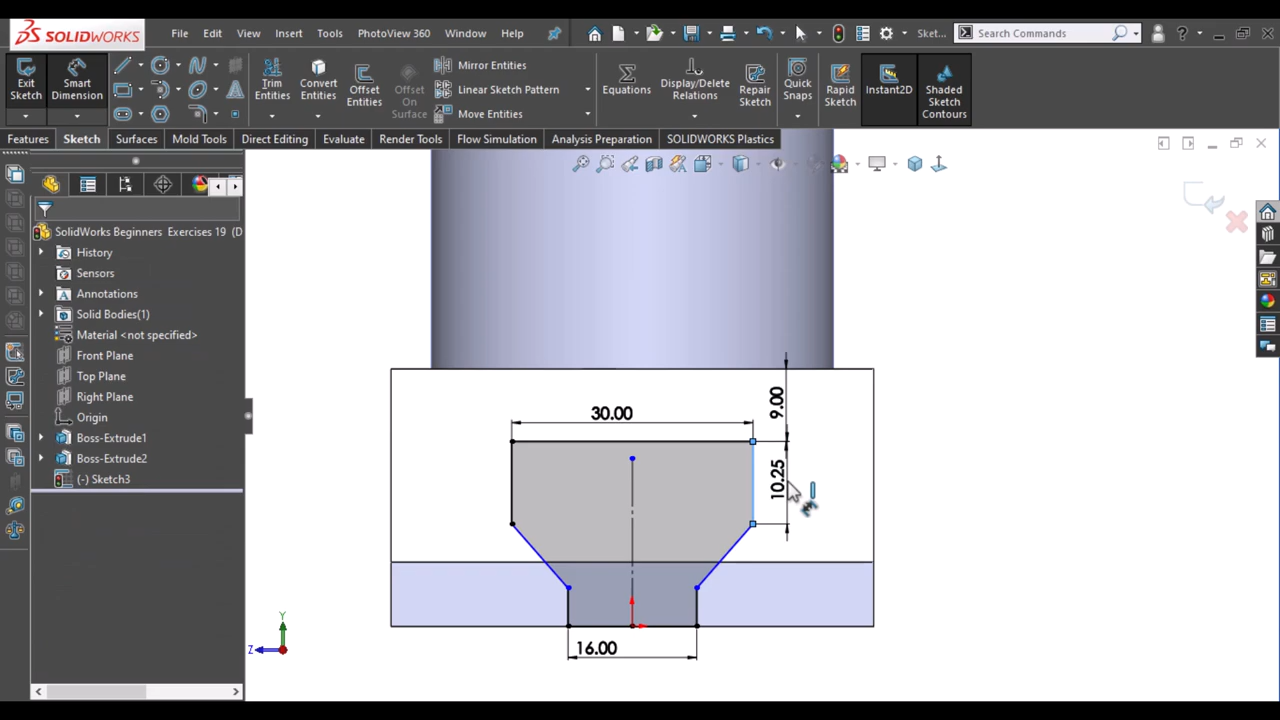 SOLIDWORKS File Edit View Insert Tools PhotoView 360 Window Help Sket... Search Commands
Exit Sketch Smart Dimension Trim Entities Convert Entities Offset Entities Offset On Surface Mirror Entities Linear Sketch Pattern Move Entities Equations Display/Delete Relations Repair Sketch Quick Snaps Rapid Sketch Instant2D Shaded Sketch Contours
Features Sketch Surfaces Mold Tools Direct Editing Evaluate Render Tools Flow Simulation Analysis Preparation SOLIDWORKS Plastics
SolidWorks Beginners Exercises 19 (D
History
Sensors
Annotations
Solid Bodies(1)
Material <not specified>
Front Plane
Top Plane
Right Plane
Origin
Boss-Extrude1
Boss-Extrude2
(-) Sketch3
9.00
30.00
10.25
16.00
Y
Z